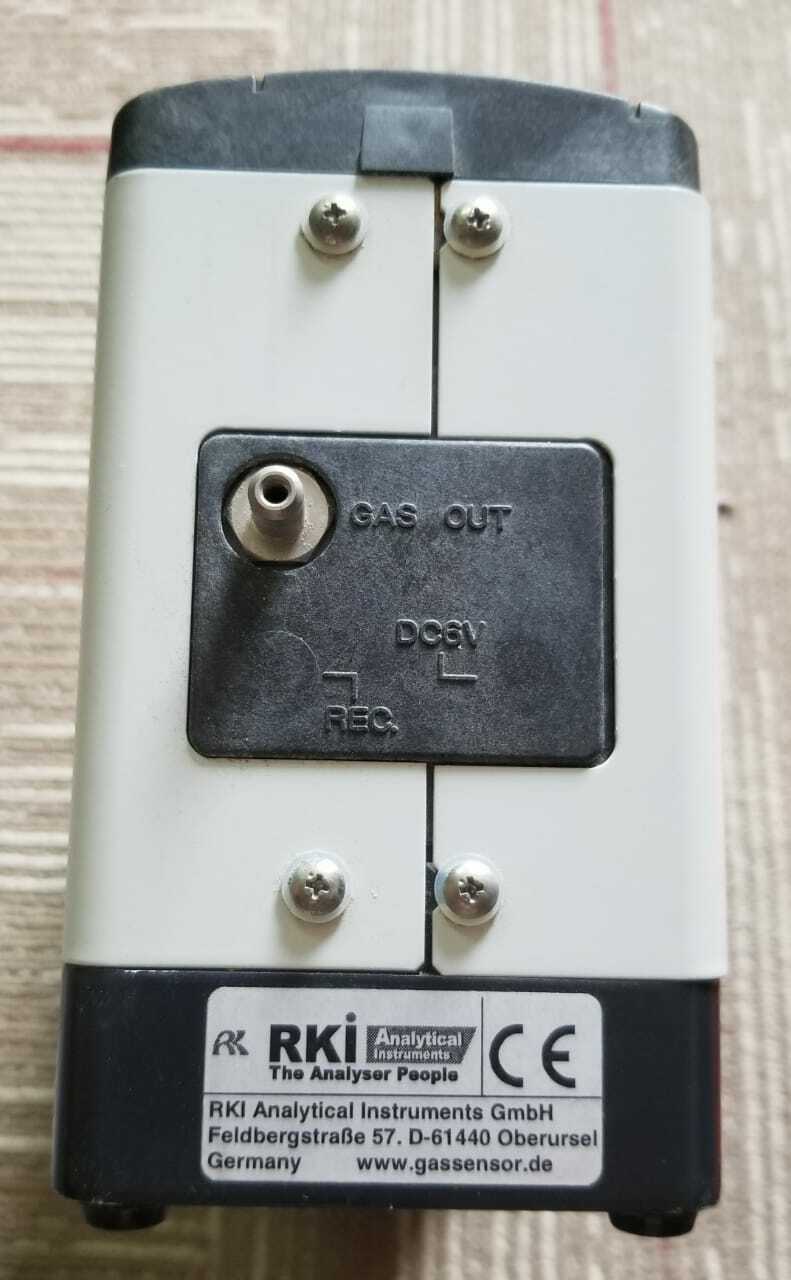 GAS OUT
DC6V
REC.
RK RKi Analytical Instruments
The Analyser People
CE
RKI Analytical Instruments GmbH
Feldbergstraße 57. D-61440 Oberursel
Germany www.gassensor.de